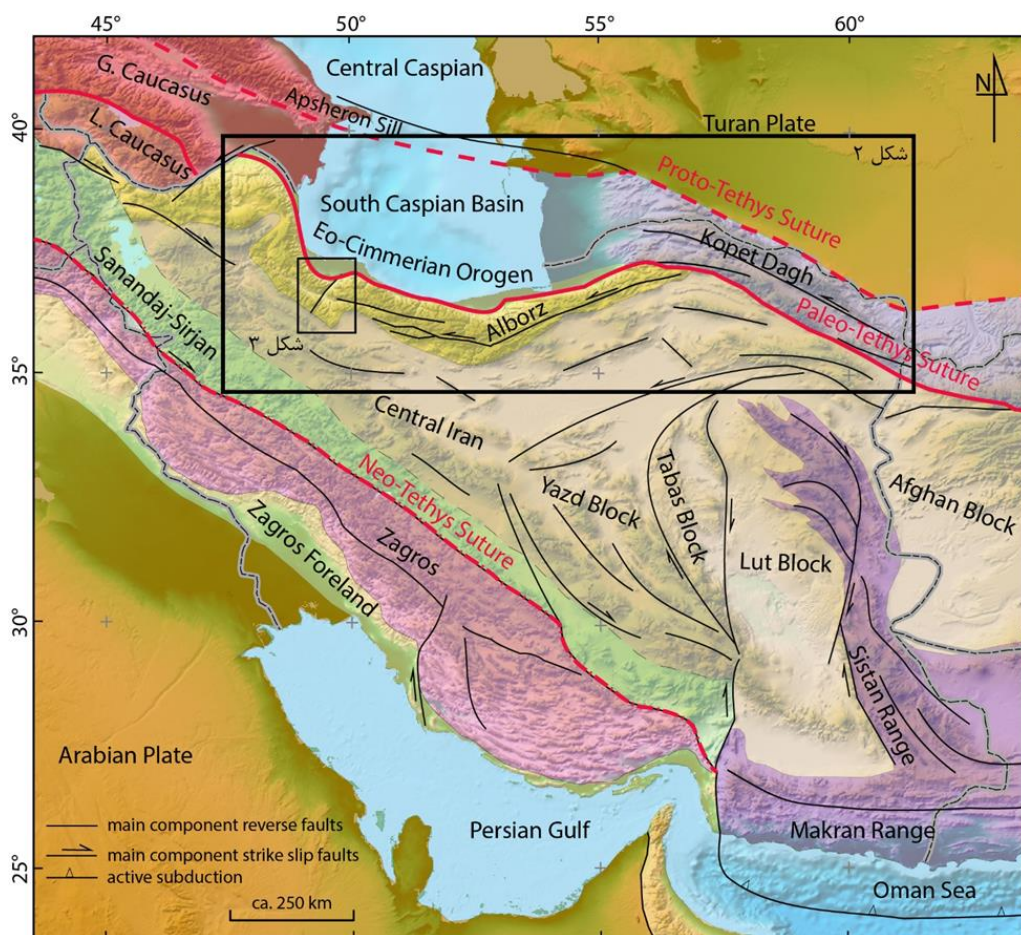 45°
50°
55°
60°
G. Caucasus
Central Caspian
N
Apsheron Sill
Turan Plate
40°
L. Caucasus
شکل ۲
Proto-Tethys Suture
South Caspian Basin
Kopet Dagh
Eo-Cimmerian Orogen
Sanandaj-Sirjan
Alborz
Paleo-Tethys Suture
شکل ۳
35°
Central Iran
Neo-Tethys Suture
Yazd Block
Tabas Block
Afghan Block
Zagros
Lut Block
Zagros Foreland
30°
Sistan Range
Arabian Plate
main component reverse faults
Persian Gulf
Makran Range
main component strike slip faults
25°
active subduction
Oman Sea
ca. 250 km